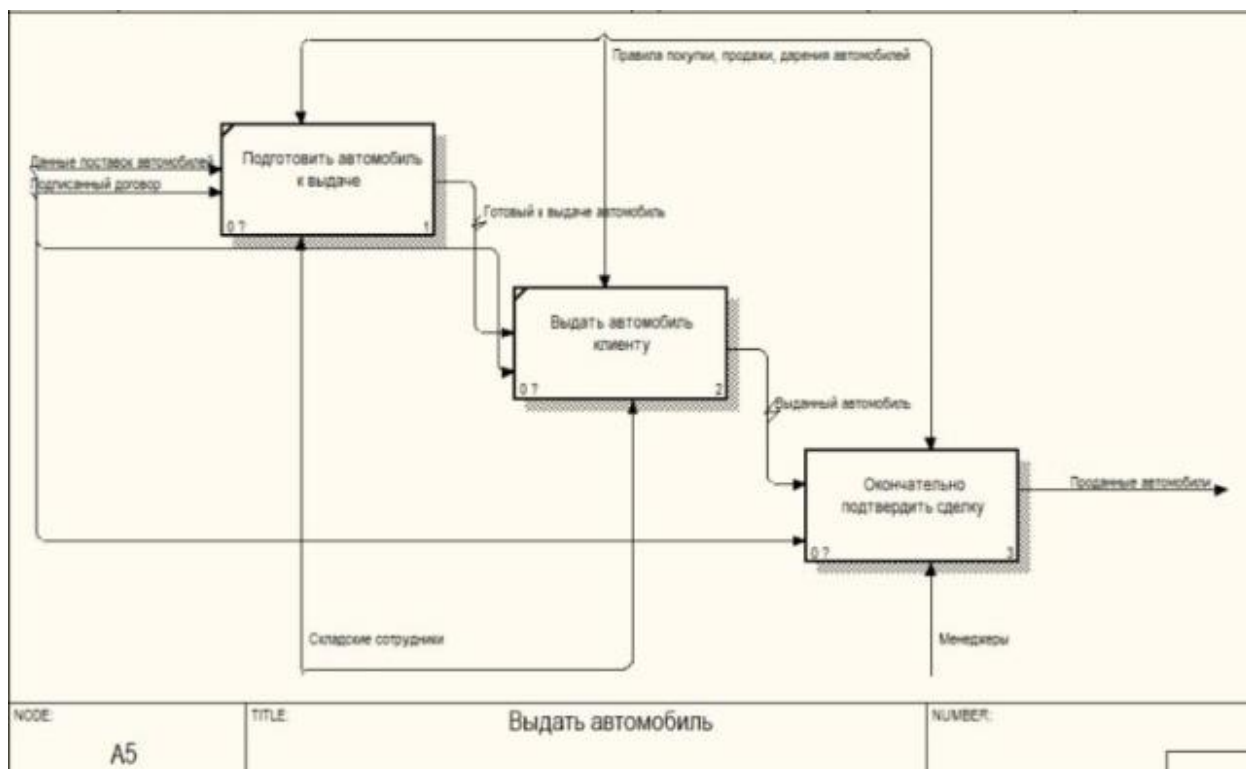 Правила покупки, продажи, дарения автомобилей
Данные поставок автомобилей
Подписанный договор
Подготовить автомобиль
к выдаче
0 ?
1
Готовый к выдаче автомобиль
Выдать автомобиль
клиенту
0 ?
2
Выданный автомобиль
Окончательно
подтвердить сделку
0 ?
3
Проданные автомобили
Складские сотрудники
Менеджеры
NODE:
A5
TITLE:
Выдать автомобиль
NUMBER: